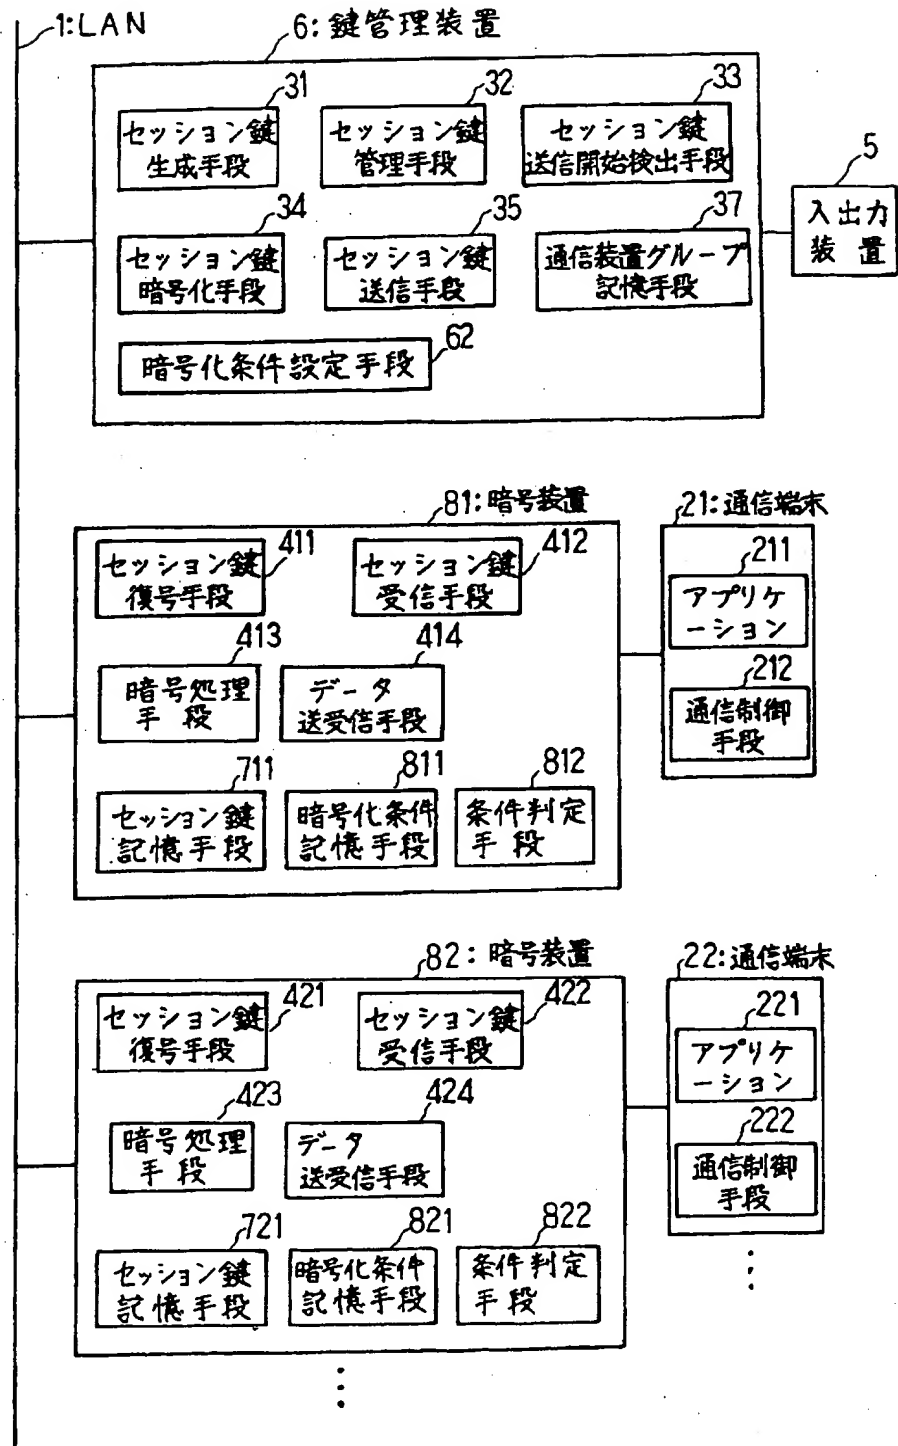 1:LAN
6:鍵管理装置
31
セッション鍵
生成手段
32
セッション鍵
管理手段
33
セッション鍵
送信開始検出手段
5
入出力
装置
34
セッション鍵
暗号化手段
35
セッション鍵
送信手段
37
通信装置グループ
記憶手段
62
暗号化条件設定手段
81:暗号装置
411
セッション鍵
復号手段
412
セッション鍵
受信手段
413
暗号処理
手段
414
データ
送受信手段
711
セッション鍵
記憶手段
811
暗号化条件
記憶手段
812
条件判定
手段
21:通信端末
211
アプリケ
ーション
212
通信制御
手段
82:暗号装置
421
セッション鍵
復号手段
422
セッション鍵
受信手段
423
暗号処理
手段
424
データ
送受信手段
721
セッション鍵
記憶手段
821
暗号化条件
記憶手段
822
条件判定
手段
22:通信端末
221
アプリケ
ーション
222
通信制御
手段